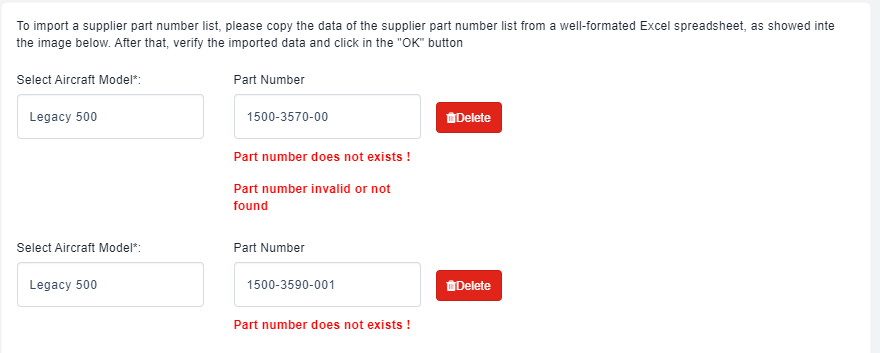 To import a supplier part number list, please copy the data of the supplier part number list from a well-formated Excel spreadsheet, as showed inte
the image below. After that, verify the imported data and click in the "OK" button
Select Aircraft Model*:
Part Number
Legacy 500
1500-3570-00
Delete
Part number does not exists !
Part number invalid or not
found
Select Aircraft Model*:
Part Number
Legacy 500
1500-3590-001
Delete
Part number does not exists !